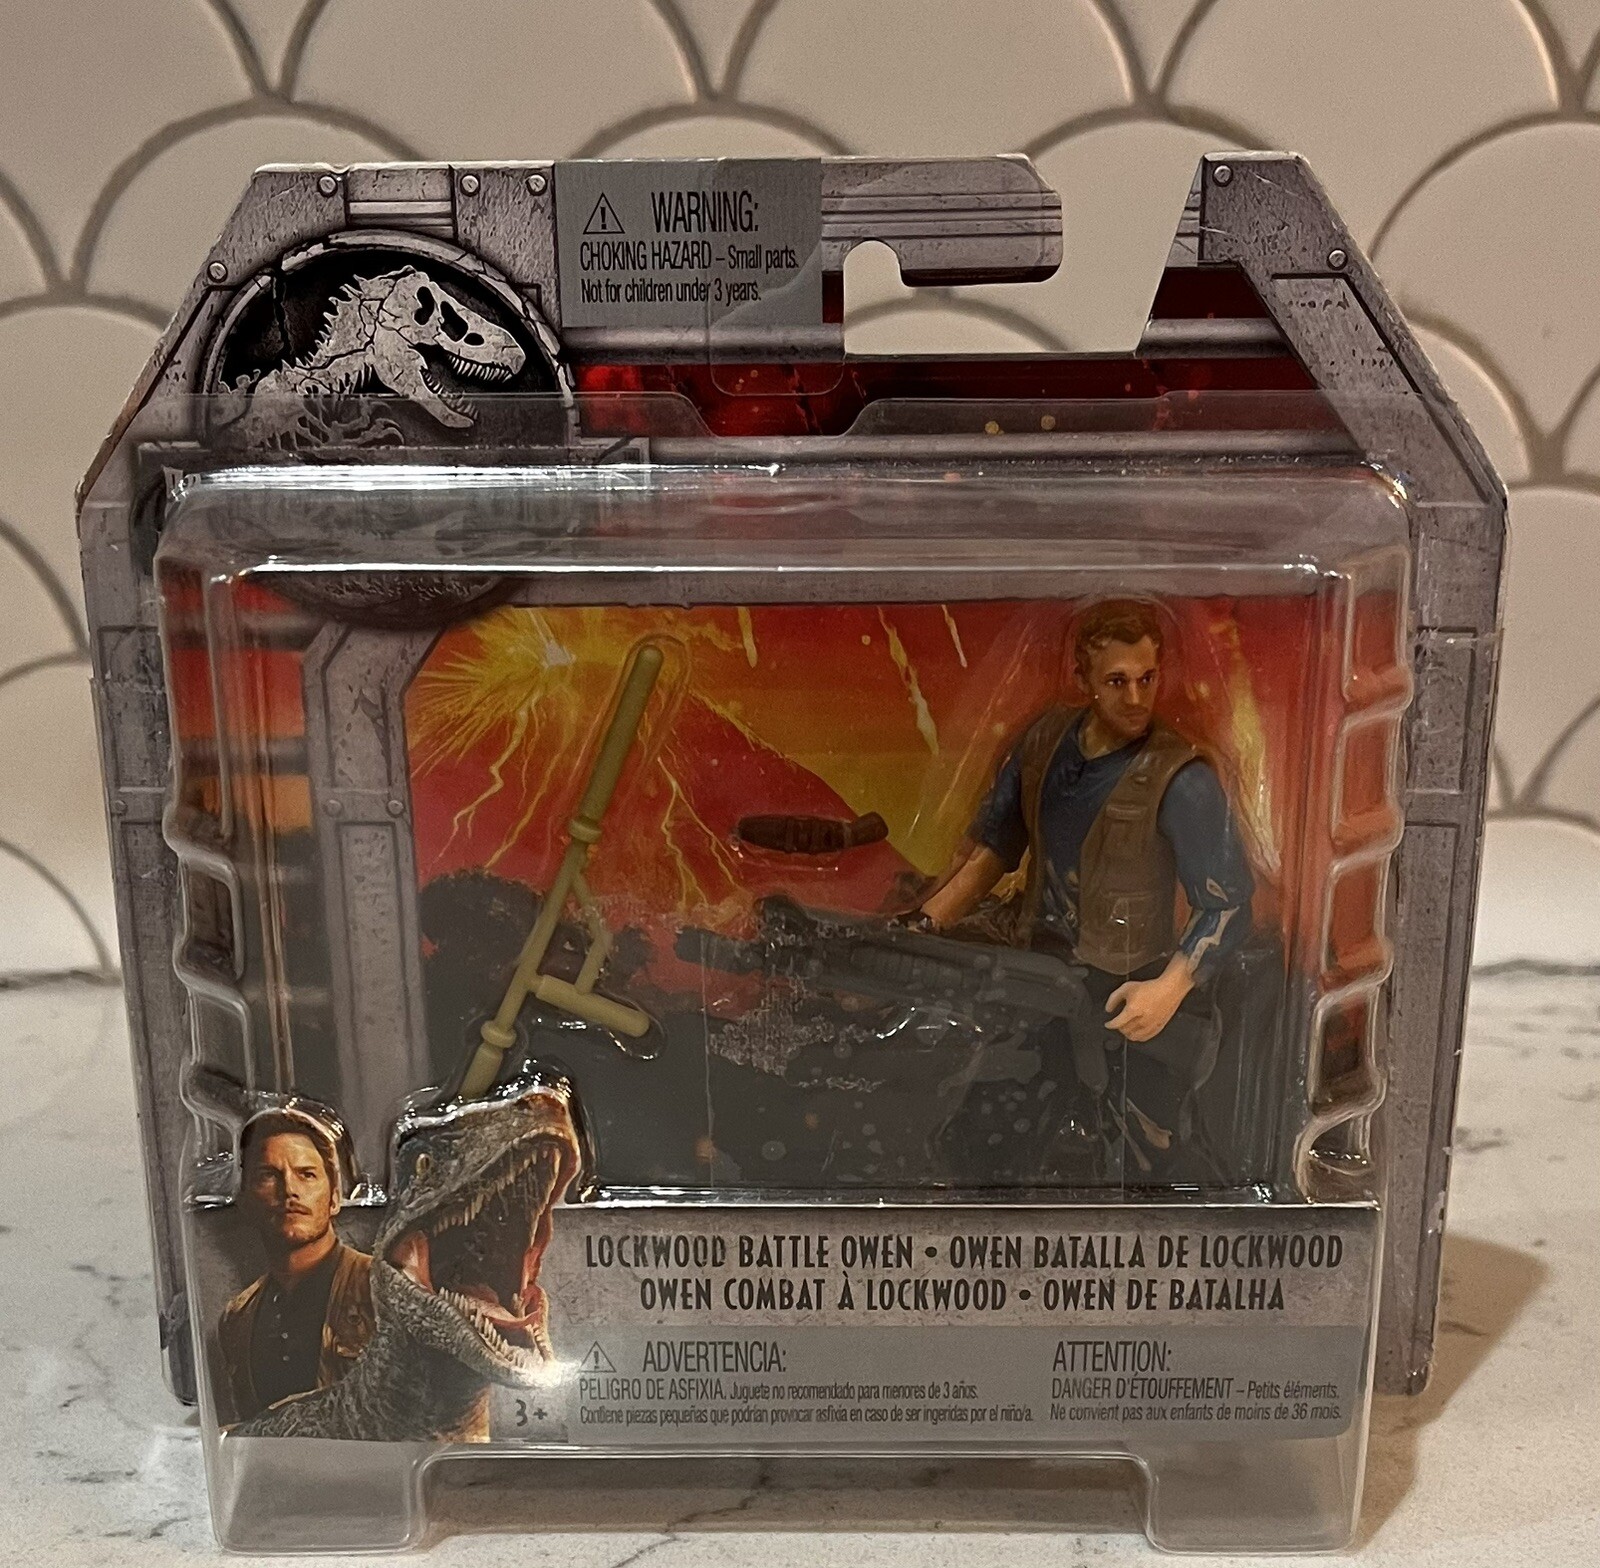 WARNING:
CHOKING HAZARD – Small parts.
Not for children under 3 years.
LOCKWOOD BATTLE OWEN • OWEN BATALLA DE LOCKWOOD
OWEN COMBAT À LOCKWOOD • OWEN DE BATALHA
ADVERTENCIA:
PELIGRO DE ASFIXIA. Juguete no recomendado para menores de 3 años.
Contiene piezas pequeñas que podrían provocar asfixia en caso de ser ingeridas por el niño/a.
ATTENTION:
DANGER D'ÉTOUFFEMENT – Petits éléments.
Ne convient pas aux enfants de moins de 36 mois.
3+